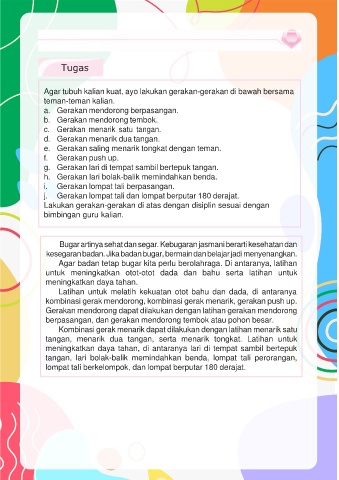 Tugas
Agar tubuh kalian kuat, ayo lakukan gerakan-gerakan di bawah bersama
teman-teman kalian.
a. Gerakan mendorong berpasangan.
b. Gerakan mendorong tembok.
c. Gerakan menarik satu tangan.
d. Gerakan menarik dua tangan.
e. Gerakan saling menarik tongkat dengan teman.
f. Gerakan push up.
g. Gerakan lari di tempat sambil bertepuk tangan.
h. Gerakan lari bolak-balik memindahkan benda.
i. Gerakan lompat tali berpasangan.
j. Gerakan lompat tali dan lompat berputar 180 derajat.
Lakukan gerakan-gerakan di atas dengan disiplin sesuai dengan
bimbingan guru kalian.
Bugar artinya sehat dan segar. Kebugaran jasmani berarti kesehatan dan
kesegaran badan. Jika badan bugar, bermain dan belajar jadi menyenangkan.
Agar badan tetap bugar kita perlu berolahraga. Di antaranya, latihan
untuk meningkatkan otot-otot dada dan bahu serta latihan untuk
meningkatkan daya tahan.
Latihan untuk melatih kekuatan otot bahu dan dada, di antaranya
kombinasi gerak mendorong, kombinasi gerak menarik, gerakan push up.
Gerakan mendorong dapat dilakukan dengan latihan gerakan mendorong
berpasangan, dan gerakan mendorong tembok atau pohon besar.
Kombinasi gerak menarik dapat dilakukan dengan latihan menarik satu
tangan, menarik dua tangan, serta menarik tongkat. Latihan untuk
meningkatkan daya tahan, di antaranya lari di tempat sambil bertepuk
tangan, lari bolak-balik memindahkan benda, lompat tali perorangan,
lompat tali berkelompok, dan lompat berputar 180 derajat.